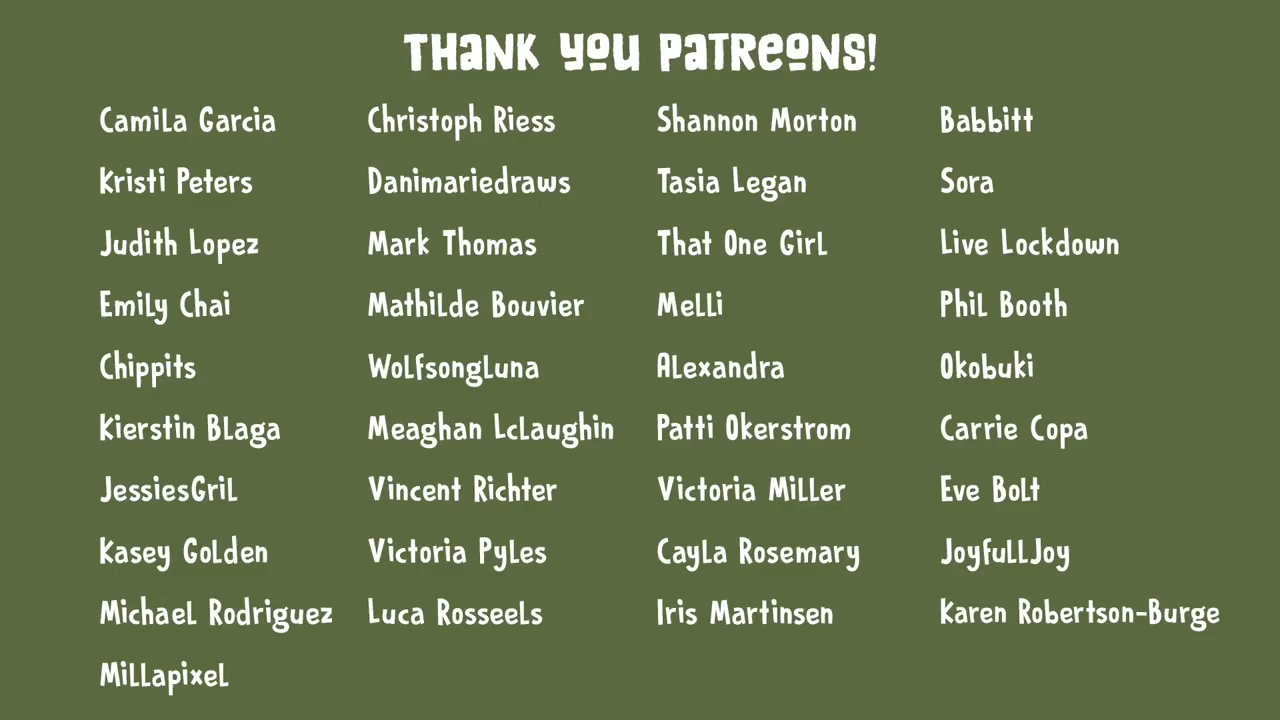 THANK YOU PATREONS!
Camila Garcia
Kristi Peters
Judith Lopez
Emily Chai
Chippits
Kierstin Blaga
JessiesGril
Kasey Golden
Michael Rodriguez
Millapixel
Christoph Riess
Danimariedraws
Mark Thomas
Mathilde Bouvier
WolfsongLuna
Meaghan LcLaughin
Vincent Richter
Victoria Pyles
Luca Rosseels
Shannon Morton
Tasia Legan
That One Girl
Melli
Alexandra
Patti Okerstrom
Victoria Miller
Cayla Rosemary
Iris Martinsen
Babbitt
Sora
Live Lockdown
Phil Booth
Okobuki
Carrie Copa
Eve Bolt
JoyfullJoy
Karen Robertson-Burge